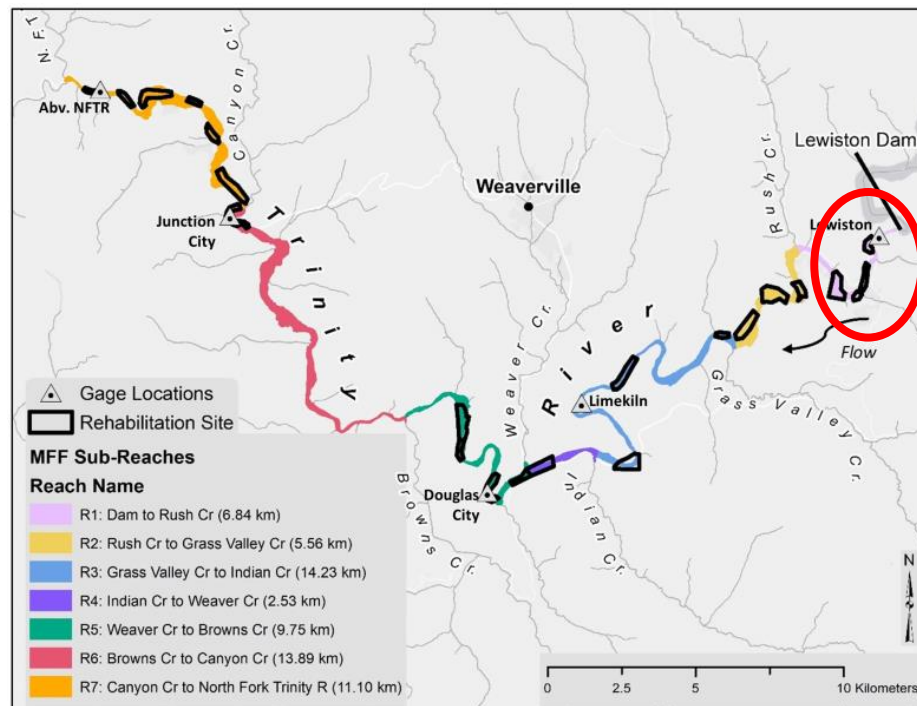 N. F. T
Canyon Cr.
Abv. NFTR
Rush Cr.
Lewiston Dam
Weaverville
Lewiston
Junction
City
Trinity
River
Flow
Weaver Cr.
Grass Valley Cr.
Limekiln
Gage Locations
Rehabilitation Site
MFF Sub-Reaches
Reach Name
R1: Dam to Rush Cr (6.84 km)
R2: Rush Cr to Grass Valley Cr (5.56 km)
R3: Grass Valley Cr to Indian Cr (14.23 km)
R4: Indian Cr to Weaver Cr (2.53 km)
R5: Weaver Cr to Browns Cr (9.75 km)
R6: Browns Cr to Canyon Cr (13.89 km)
R7: Canyon Cr to North Fork Trinity R (11.10 km)
Douglas
City
Browns Cr.
Indian Cr.
N
0 2.5 5 10 Kilometers